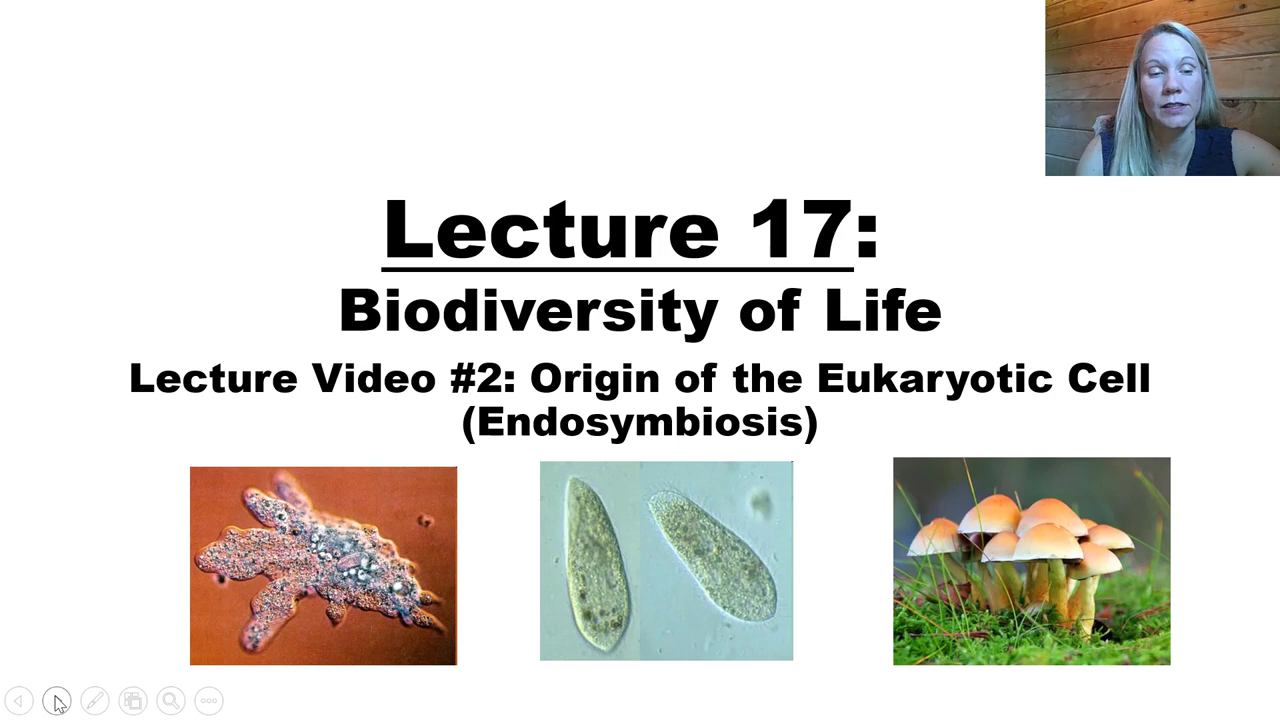 Lecture 17:
Biodiversity of Life
Lecture Video #2: Origin of the Eukaryotic Cell
(Endosymbiosis)